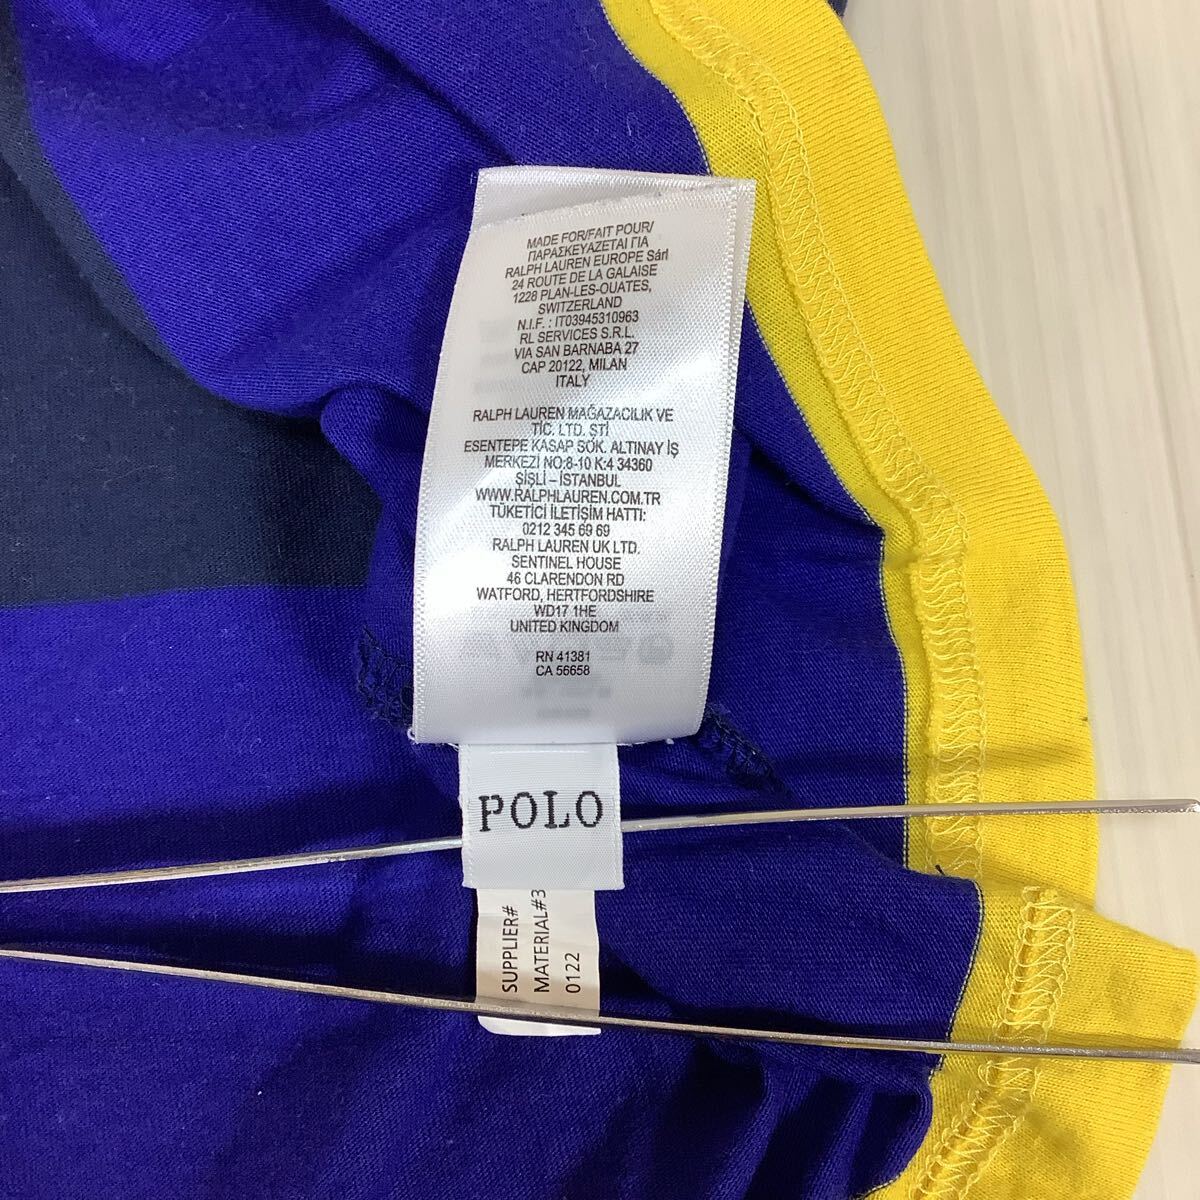 MADE FOR/FAIT POUR/
ΠΑΡΑΣΚΕΥΑΖΕΤΑΙ ΓΙΑ
RALPH LAUREN EUROPE Sárl
24 ROUTE DE LA GALAISE
1228 PLAN-LES-OUATES,
SWITZERLAND
N.I.F. : IT03945310963
RL SERVICES S.R.L.
VIA SAN BARNABA 27
CAP 20122, MILAN
ITALY
RALPH LAUREN MAĞAZACILIK VE
TİC. LTD. ŞTİ
ESENTEPE KASAP SOK. ALTINAY İŞ
MERKEZİ NO:8-10 K:4 34360
ŞİŞLİ – İSTANBUL
WWW.RALPHLAUREN.COM.TR
TÜKETİCİ İLETİŞİM HATTI:
0212 345 69 69
RALPH LAUREN UK LTD.
SENTINEL HOUSE
46 CLARENDON RD
WATFORD, HERTFORDSHIRE
WD17 1HE
UNITED KINGDOM
RN 41381
CA 56658
POLO
SUPPLIER#
MATERIAL#3
0122